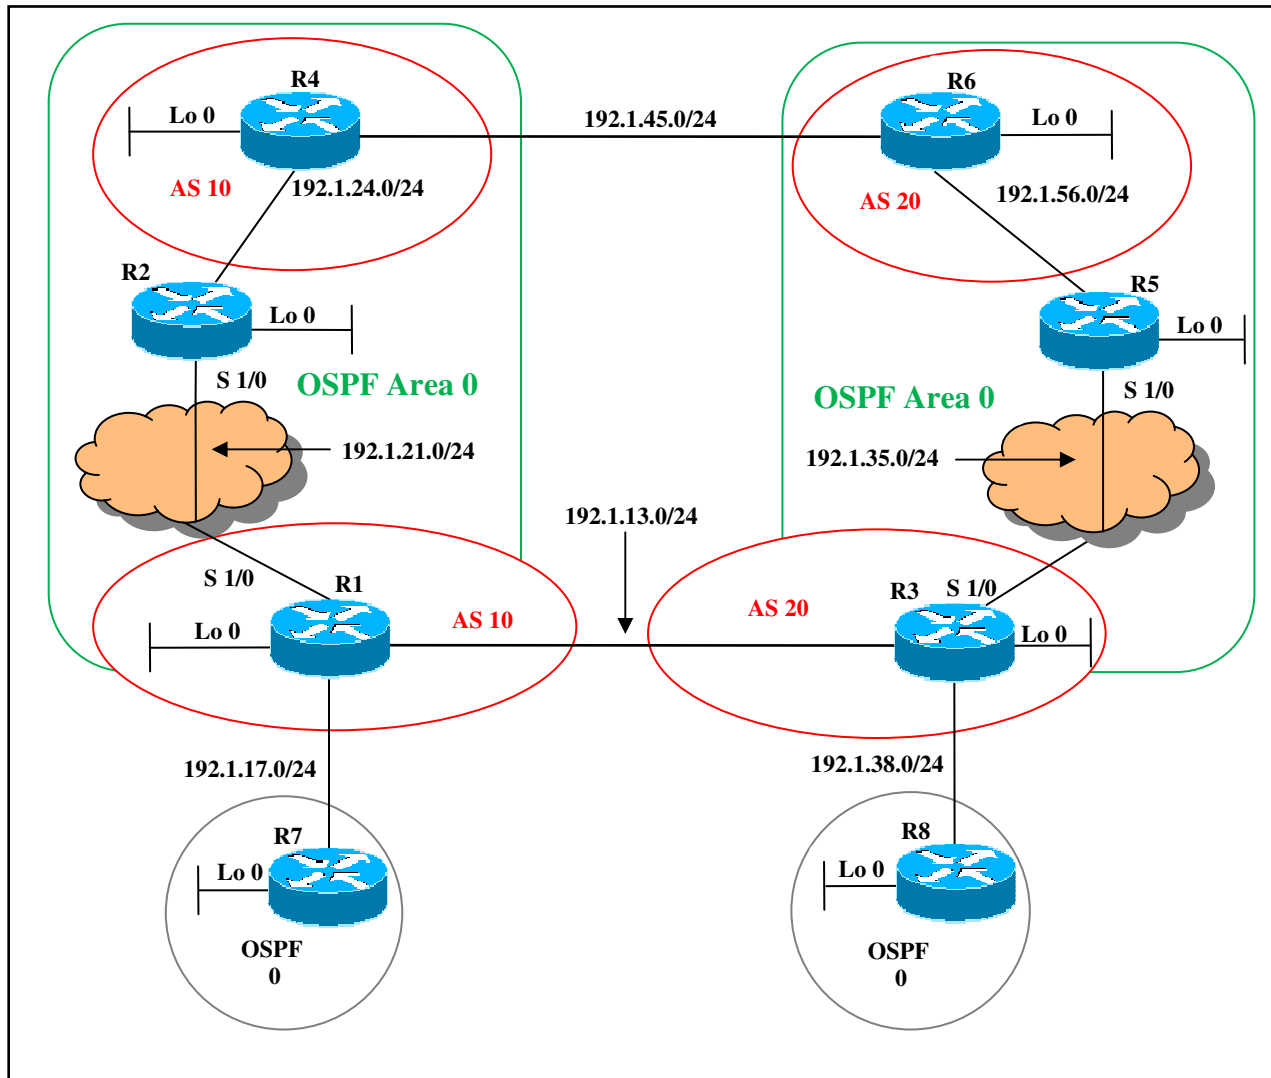 R4
R6
Lo 0
192.1.45.0/24
Lo 0
AS 10
192.1.24.0/24
AS 20
192.1.56.0/24
R2
R5
Lo 0
Lo 0
S 1/0
OSPF Area 0
OSPF Area 0
S 1/0
192.1.21.0/24
192.1.35.0/24
192.1.13.0/24
S 1/0
R1
R3
S 1/0
Lo 0
AS 10
AS 20
Lo 0
192.1.17.0/24
192.1.38.0/24
R7
R8
Lo 0
Lo 0
OSPF
0
OSPF
0